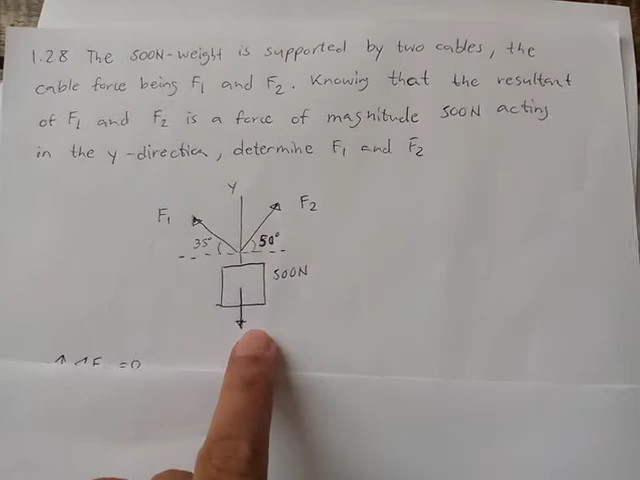 1.28 The 500N-weight is supported by two cables, the
cable force being F₁ and F₂. Knowing that the resultant
of F₁ and F₂ is a force of magnitude 500N acting
in the y-direction, determine F₁ and F₂
y
F₁
F₂
35°
50°
500N
=0